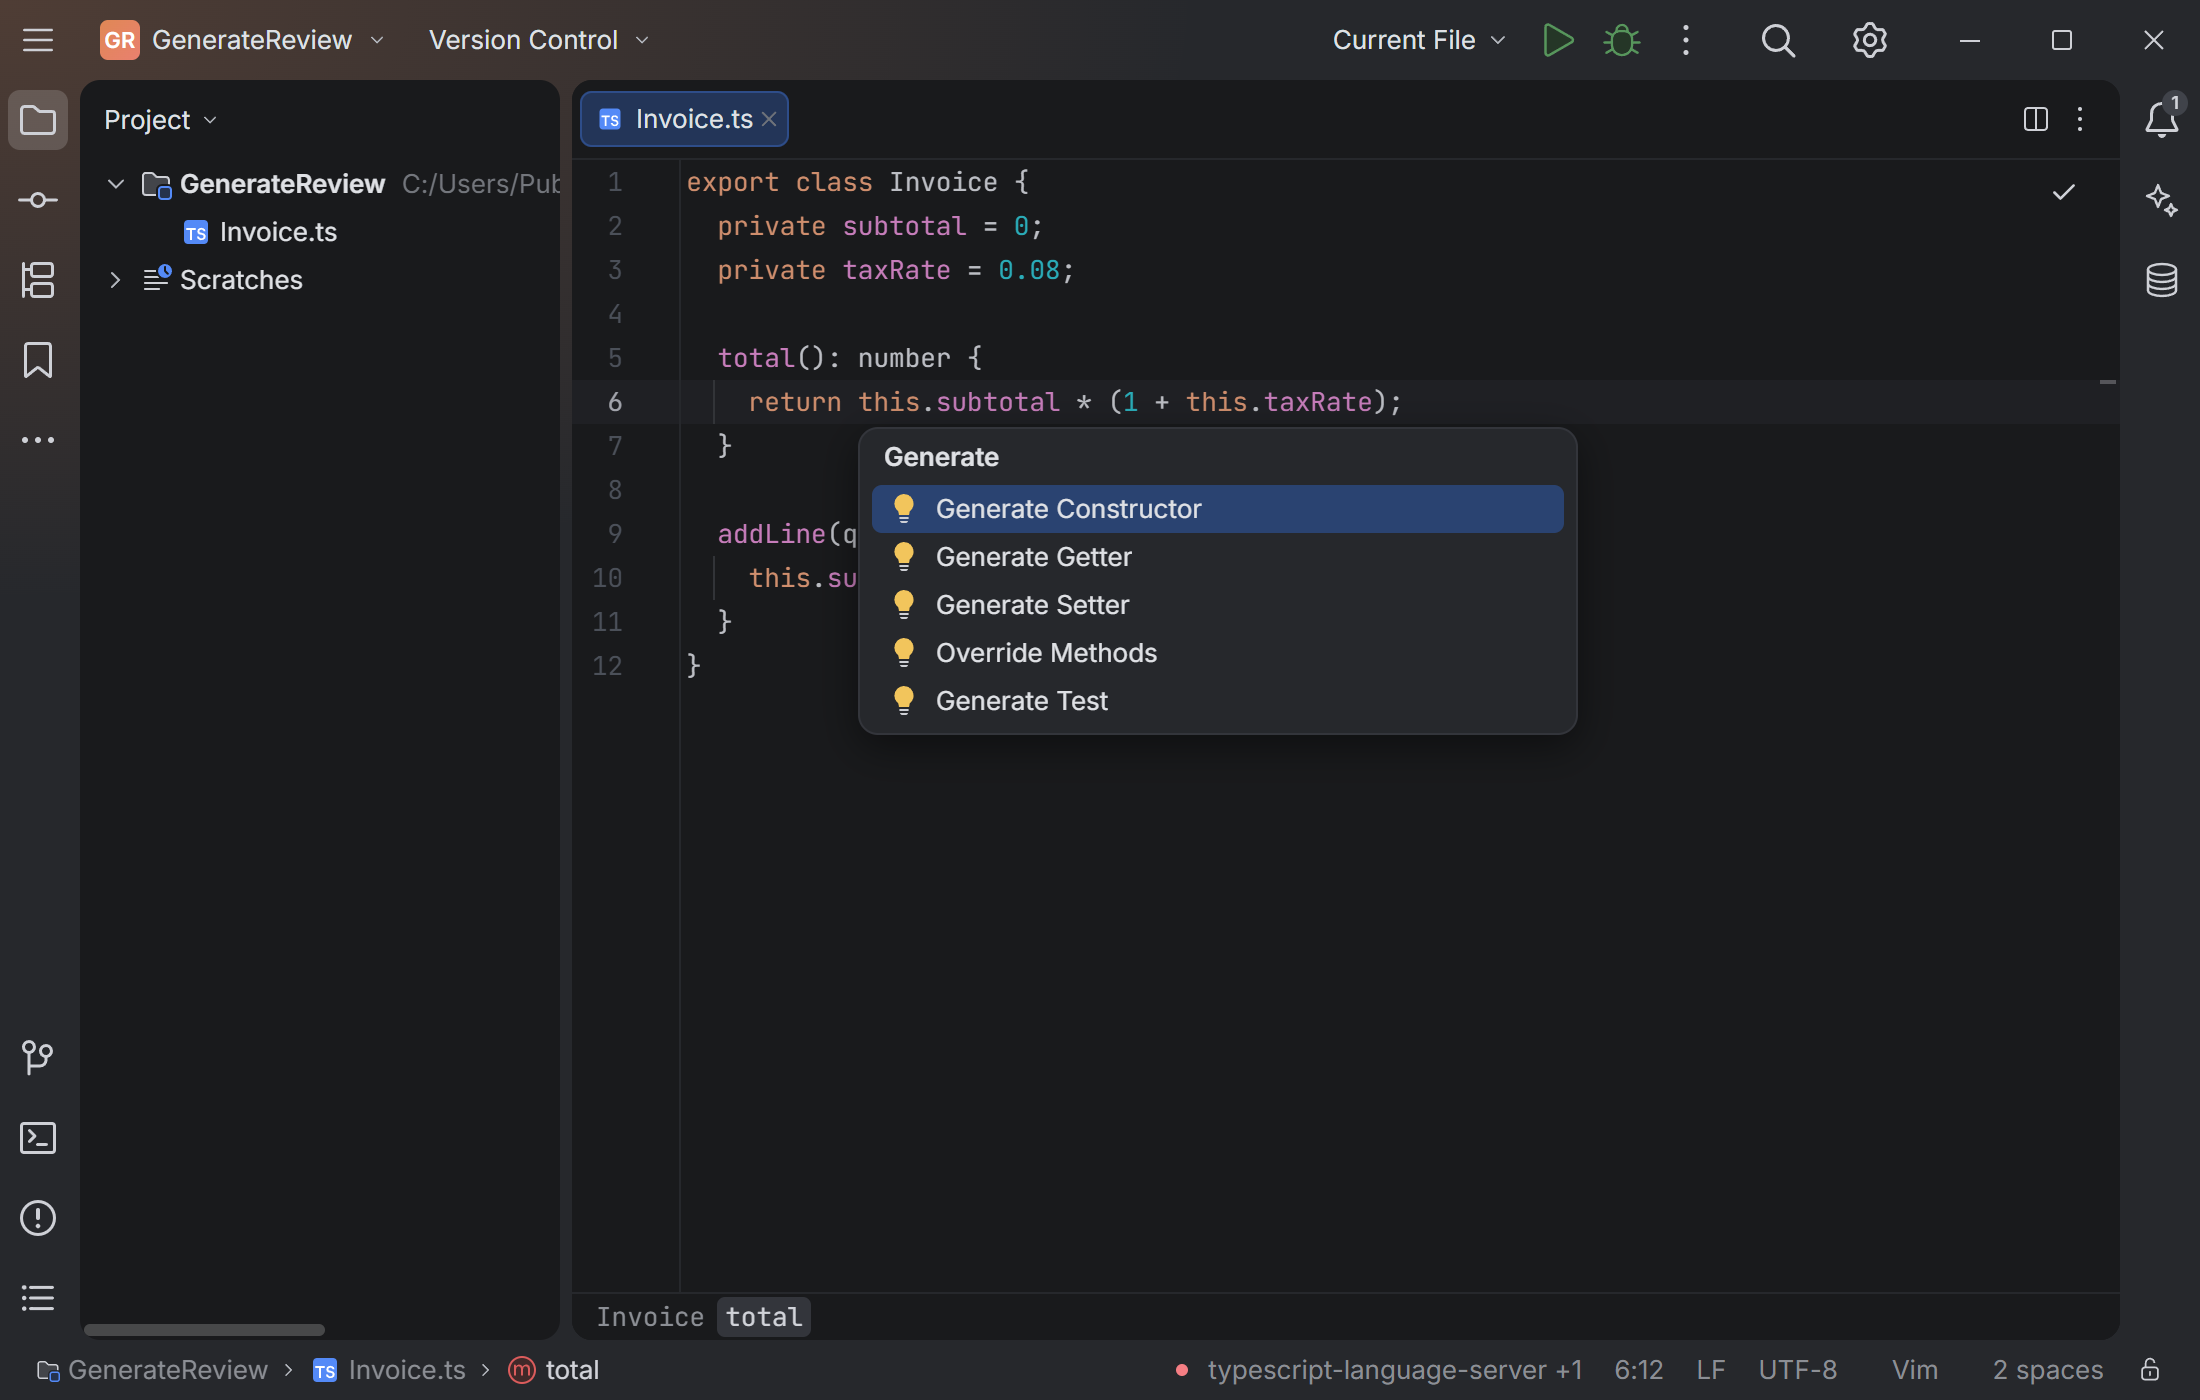 GR GenerateReview Version Control Current File
Project
GenerateReview C:/Users/Pub
TS Invoice.ts
Scratches
TS Invoice.ts
1
1 export class Invoice {
2 private subtotal = 0;
3 private taxRate = 0.08;
4
5 total(): number {
6 return this.subtotal * (1 + this.taxRate);
7 }
8
9 addLine(q
10 this.su
11 }
12 }
Generate
Generate Constructor
Generate Getter
Generate Setter
Override Methods
Generate Test
Invoice total
GenerateReview › TS Invoice.ts › m total typescript-language-server +1 6:12 LF UTF-8 Vim 2 spaces